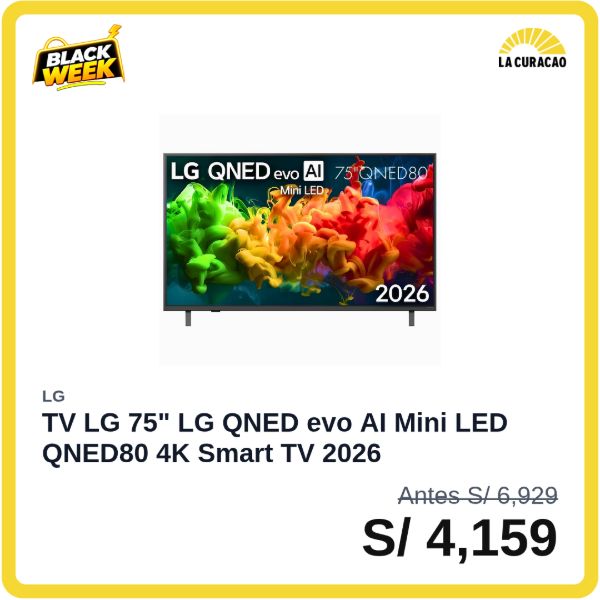 BLACK
WEEK
LA CURACAO
LG QNED evo AI
Mini LED
75"QNED80
2026
LG
TV LG 75" LG QNED evo AI Mini LED
QNED80 4K Smart TV 2026
Antes S/ 6,929
S/ 4,159